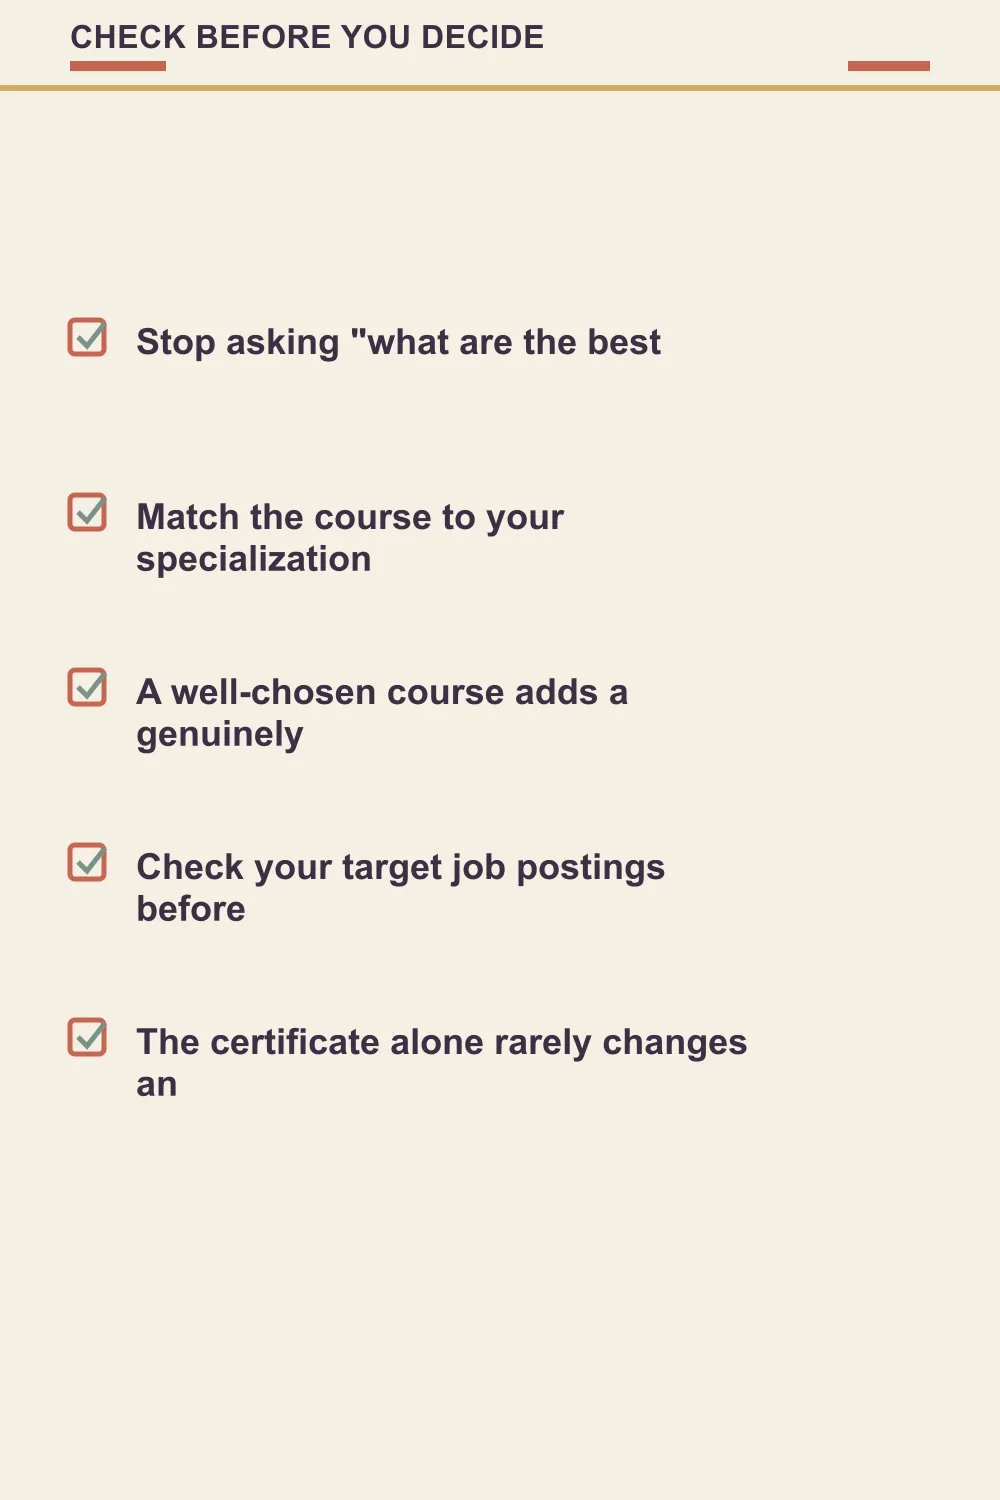 CHECK BEFORE YOU DECIDE
Stop asking "what are the best
Match the course to your
specialization
A well-chosen course adds a
genuinely
Check your target job postings
before
The certificate alone rarely changes
an